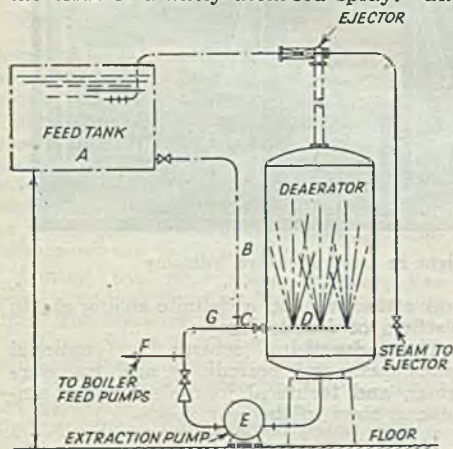 EJECTOR
FEED TANK
A
DEAERATOR
B
G
C
D
F
STEAM TO
EJECTOR
TO BOILER
FEED PUMPS
E
EXTRACTION PUMP
FLOOR